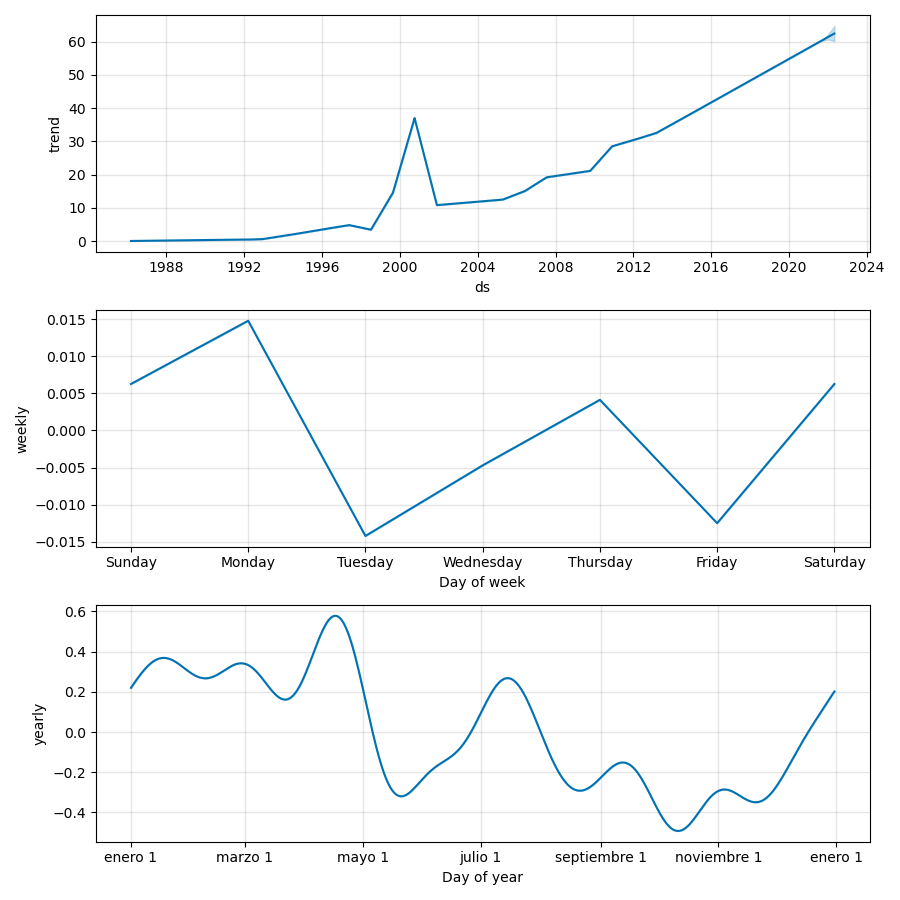 60
50
40
30
20
10
0
trend
1988 1992 1996 2000 2004 2008 2012 2016 2020 2024
ds
0.015
0.010
0.005
0.000
−0.005
−0.010
−0.015
weekly
Sunday Monday Tuesday Wednesday Thursday Friday Saturday
Day of week
0.6
0.4
0.2
0.0
−0.2
−0.4
yearly
enero 1 marzo 1 mayo 1 julio 1 septiembre 1 noviembre 1 enero 1
Day of year